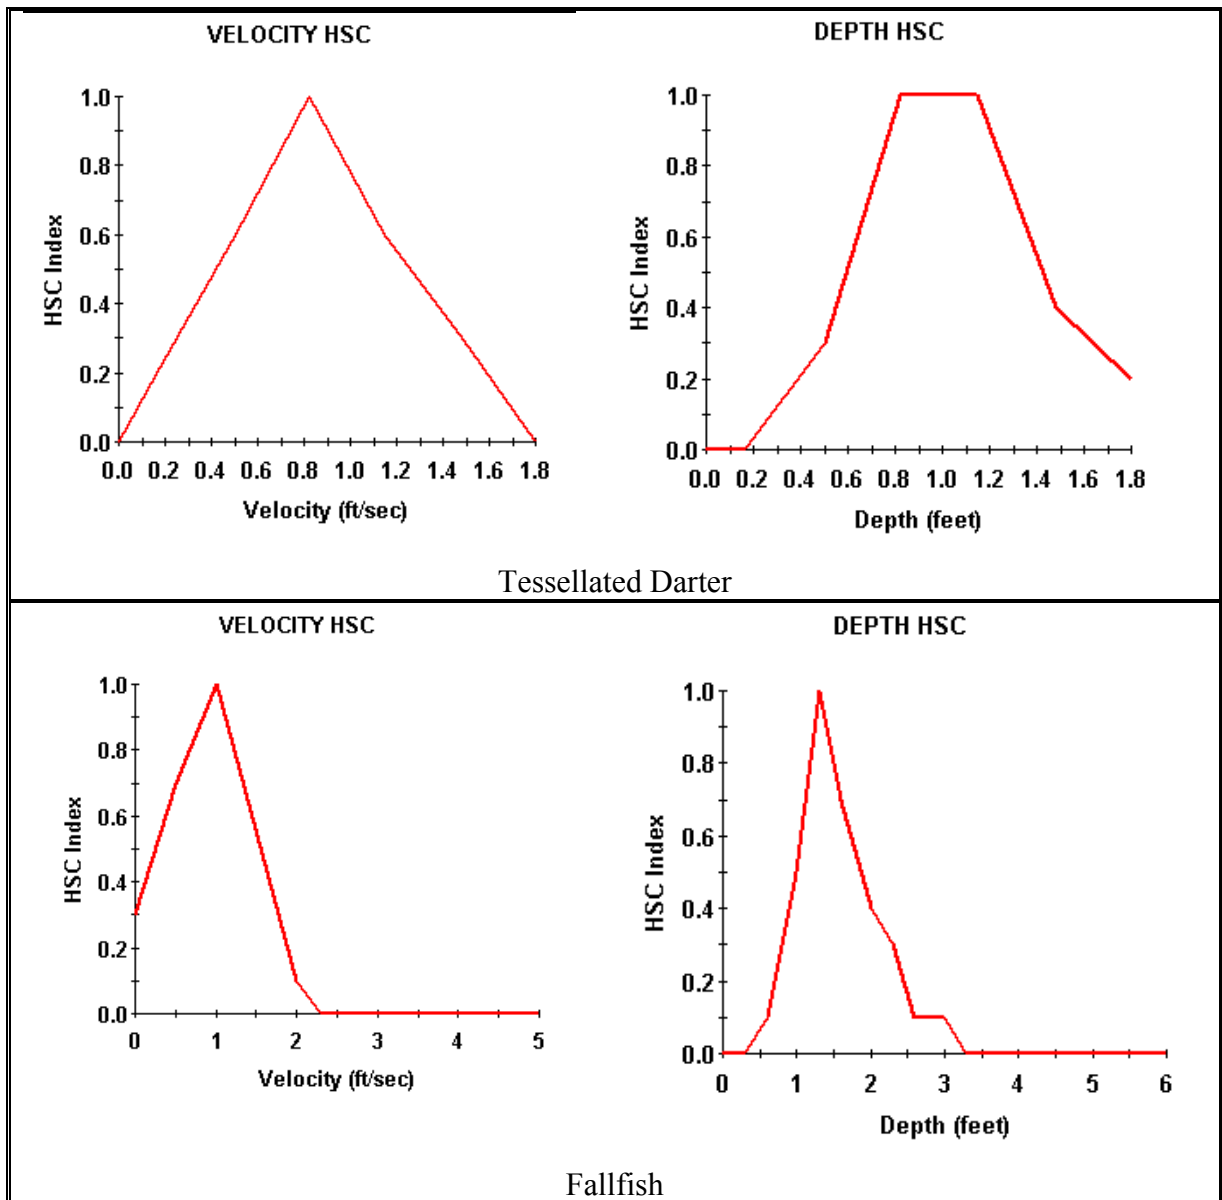 VELOCITY HSC
1.0
0.8
0.6
0.4
0.2
0.0
HSC Index
0.0 0.2 0.4 0.6 0.8 1.0 1.2 1.4 1.6 1.8
Velocity (ft/sec)
DEPTH HSC
1.0
0.8
0.6
0.4
0.2
0.0
HSC Index
0.0 0.2 0.4 0.6 0.8 1.0 1.2 1.4 1.6 1.8
Depth (feet)
Tessellated Darter
VELOCITY HSC
1.0
0.8
0.6
0.4
0.2
0.0
HSC Index
0 1 2 3 4 5
Velocity (ft/sec)
DEPTH HSC
1.0
0.8
0.6
0.4
0.2
0.0
HSC Index
0 1 2 3 4 5 6
Depth (feet)
Fallfish